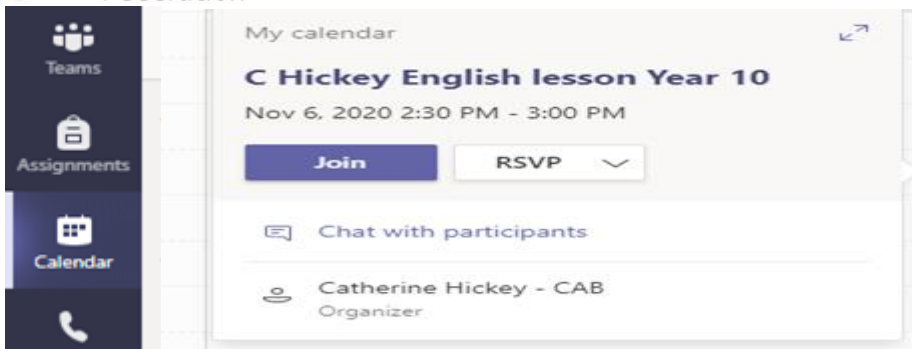 Teams
Assignments
Calendar
My calendar
C Hickey English lesson Year 10
Nov 6, 2020 2:30 PM - 3:00 PM
Join RSVP
Chat with participants
Catherine Hickey - CAB
Organizer